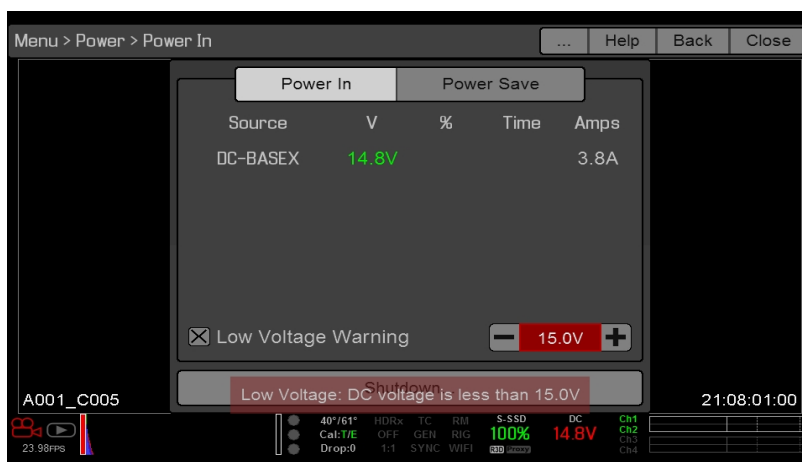 Menu > Power > Power In ... Help Back Close
Power In Power Save
Source V % Time Amps
DC-BASEX 14.8V 3.8A
Low Voltage Warning 15.0V
Shutdown
Low Voltage: DC voltage is less than 15.0V
A001_C005 21:08:01:00
40°/61° HDRx TC RM S-SSD DC Ch1
Cal:T/E OFF GEN RIG 100% 14.8V Ch2
Ch3
23.98FPS Drop:0 1:1 SYNC WIFI R3D Proxy Ch4